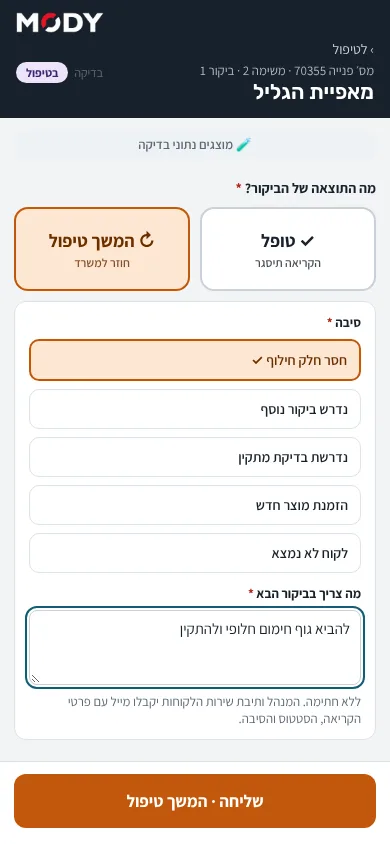 MODY
› לטיפול
מס׳ פנייה 70355 · משימה 2 · ביקור 1
בדיקה בטיפול
מאפיית הגליל
🧪 מוצגים נתוני בדיקה
מה התוצאה של הביקור? *
✓ טופל
הקריאה תיסגר
↻ המשך טיפול
חוזר למשרד
סיבה *
חסר חלק חילוף ✓
נדרש ביקור נוסף
נדרשת בדיקת מתקין
הזמנת מוצר חדש
לקוח לא נמצא
מה צריך בביקור הבא *
להביא גוף חימום חלופי ולהתקין
ללא חתימה. המנהל ותיבת שירות הלקוחות יקבלו מייל עם פרטי
הקריאה, הסטטוס והסיבה.
שליחה · המשך טיפול